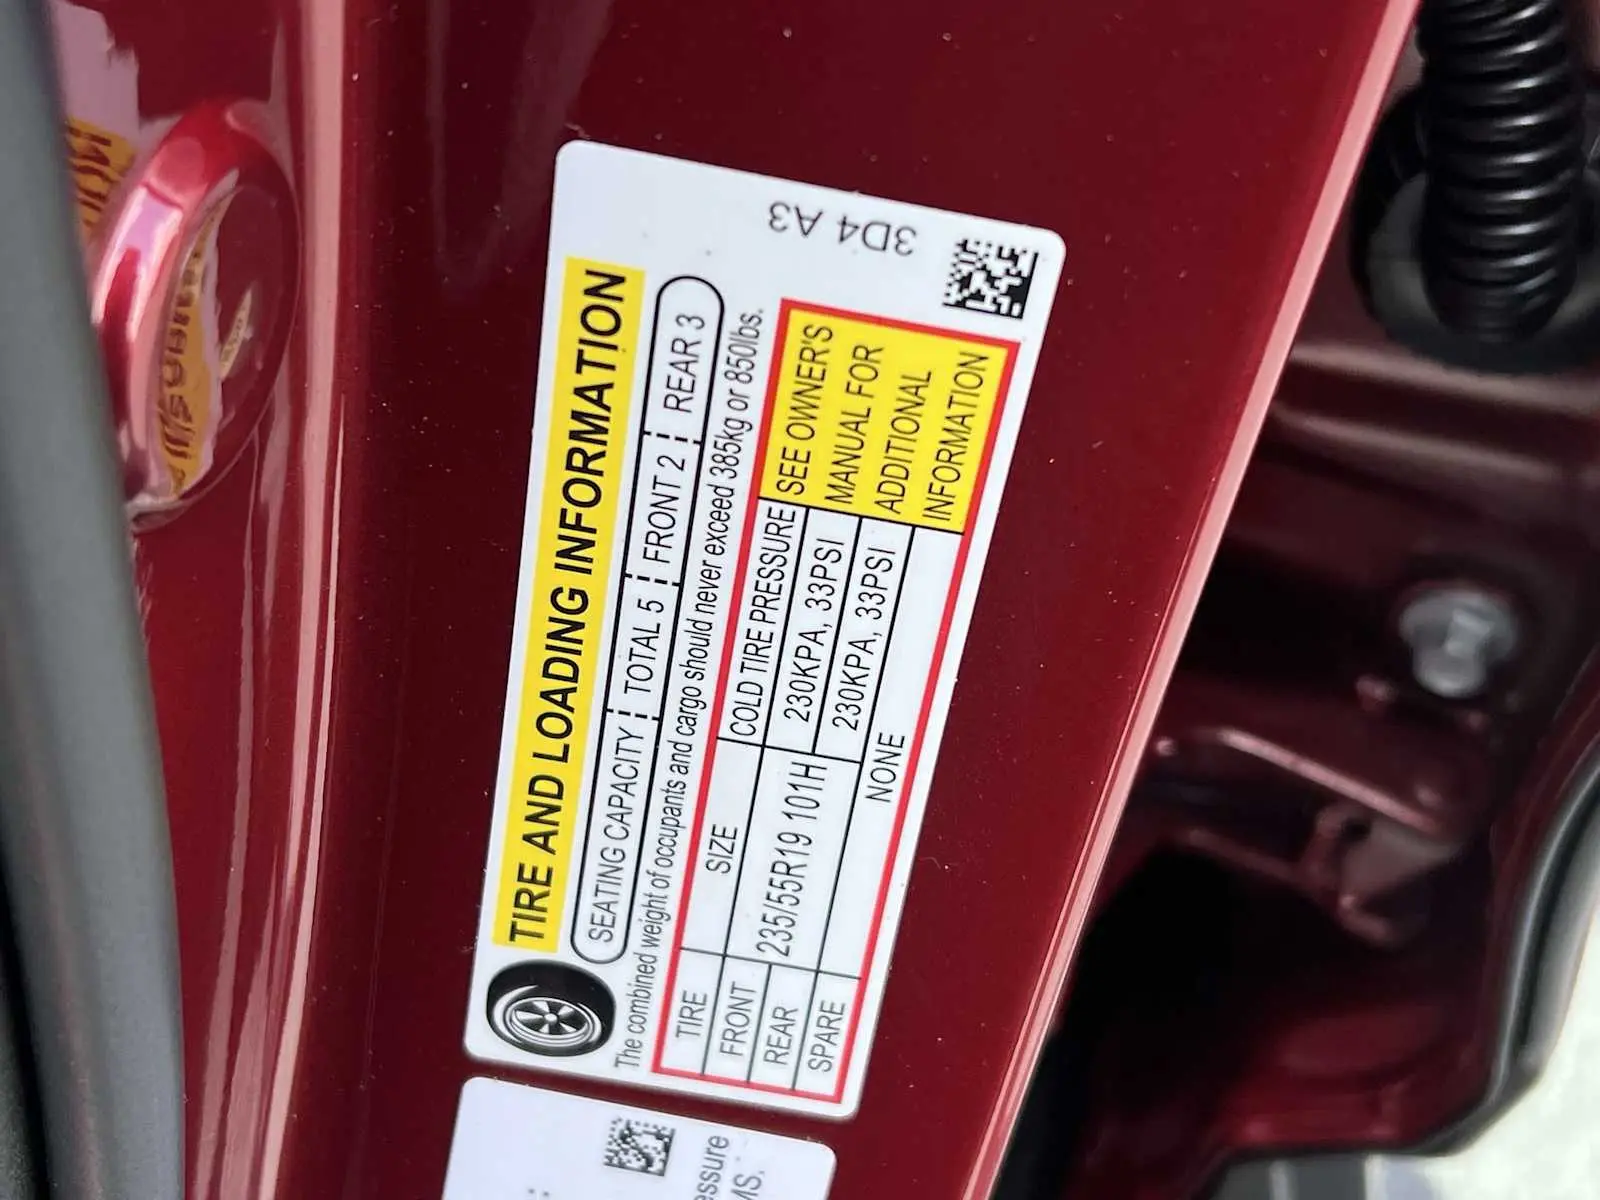 3D4 A3
TIRE AND LOADING INFORMATION
SEATING CAPACITY TOTAL 5 FRONT 2 REAR 3
The combined weight of occupants and cargo should never exceed 385kg or 850lbs.
TIRE SIZE COLD TIRE PRESSURE
FRONT 235/55R19 101H 230KPA, 33PSI
REAR 230KPA, 33PSI
SPARE NONE
SEE OWNER'S
MANUAL FOR
ADDITIONAL
INFORMATION